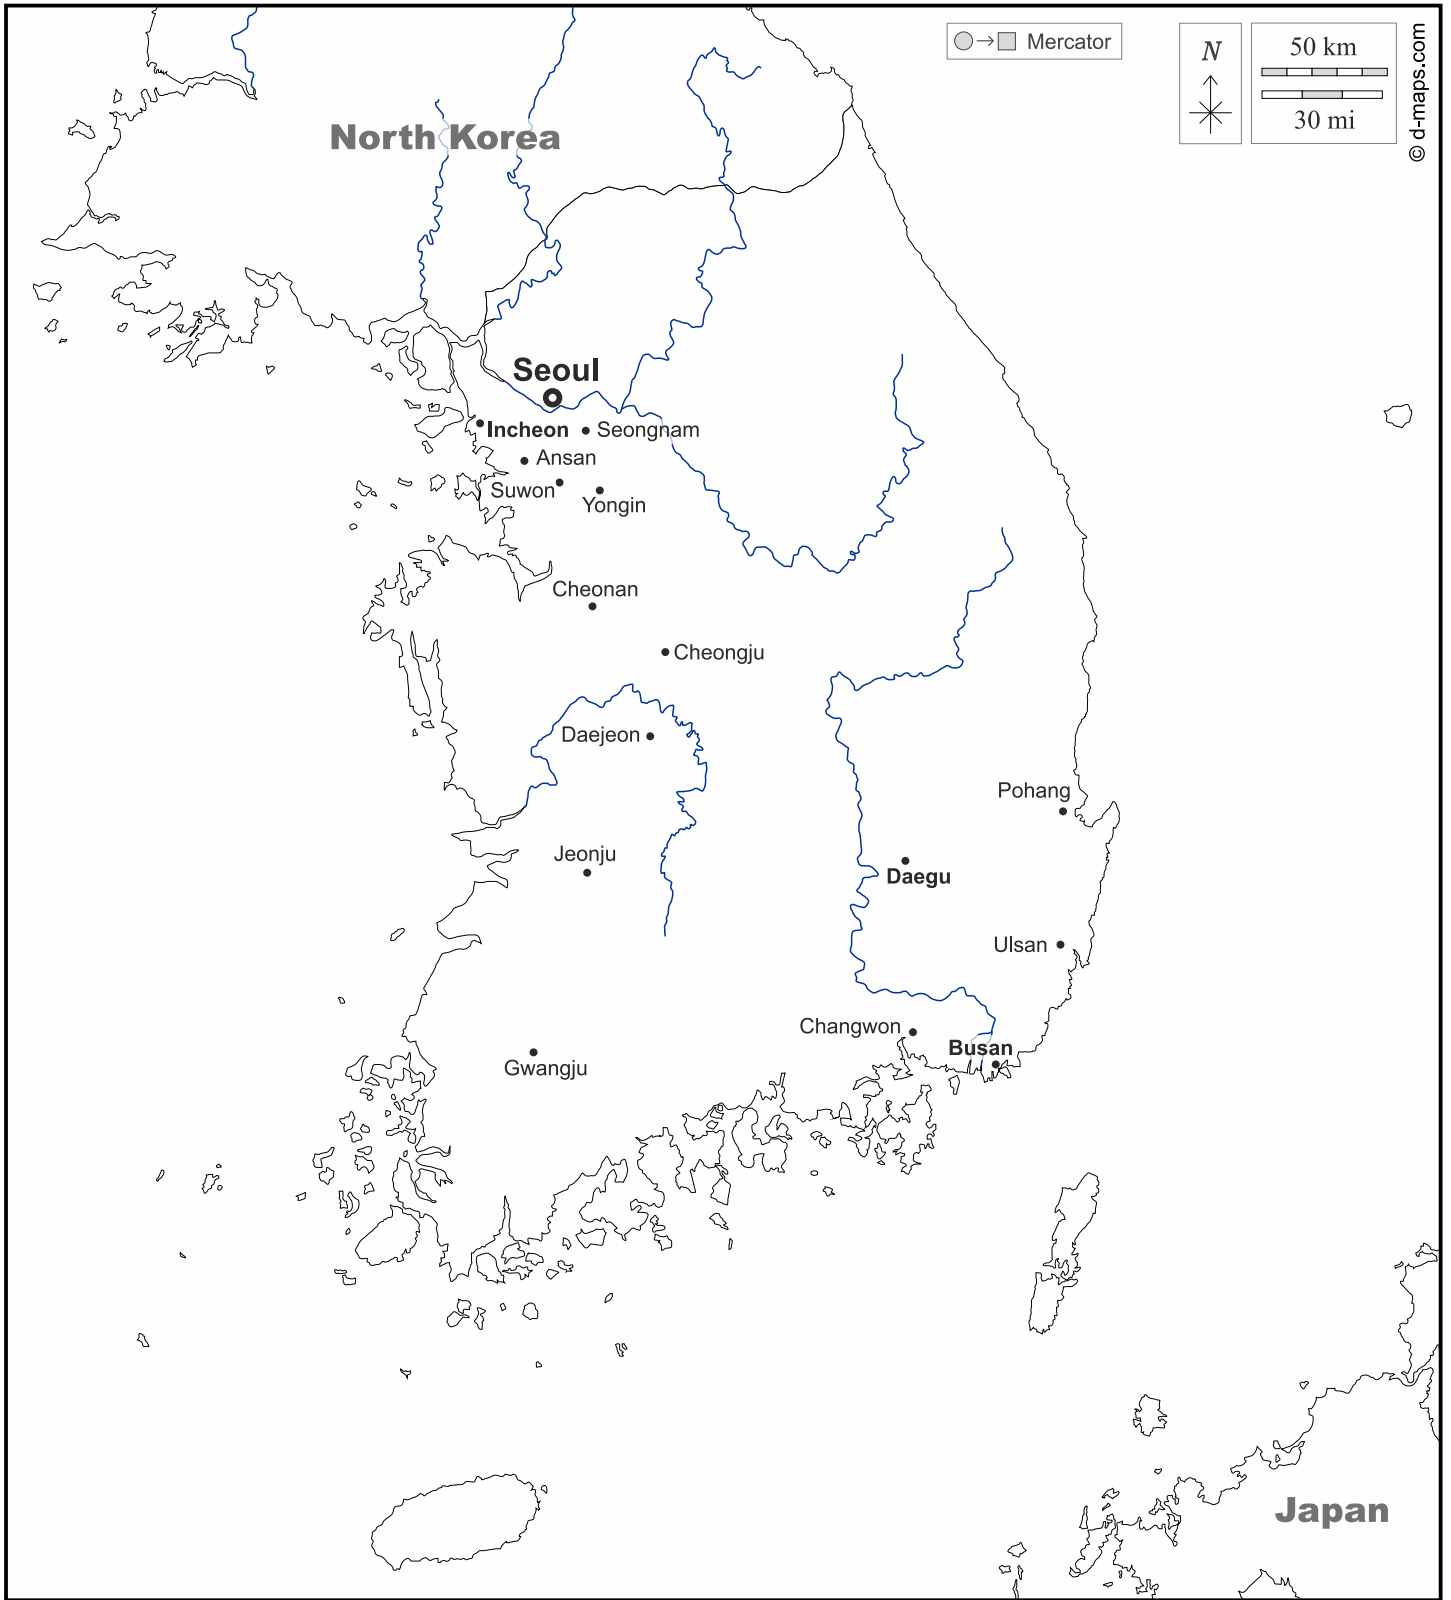 Mercator
N
50 km
30 mi
© d-maps.com
North Korea
Seoul
Incheon
Seongnam
Ansan
Suwon
Yongin
Cheonan
Cheongju
Daejeon
Pohang
Jeonju
Daegu
Ulsan
Changwon
Busan
Gwangju
Japan